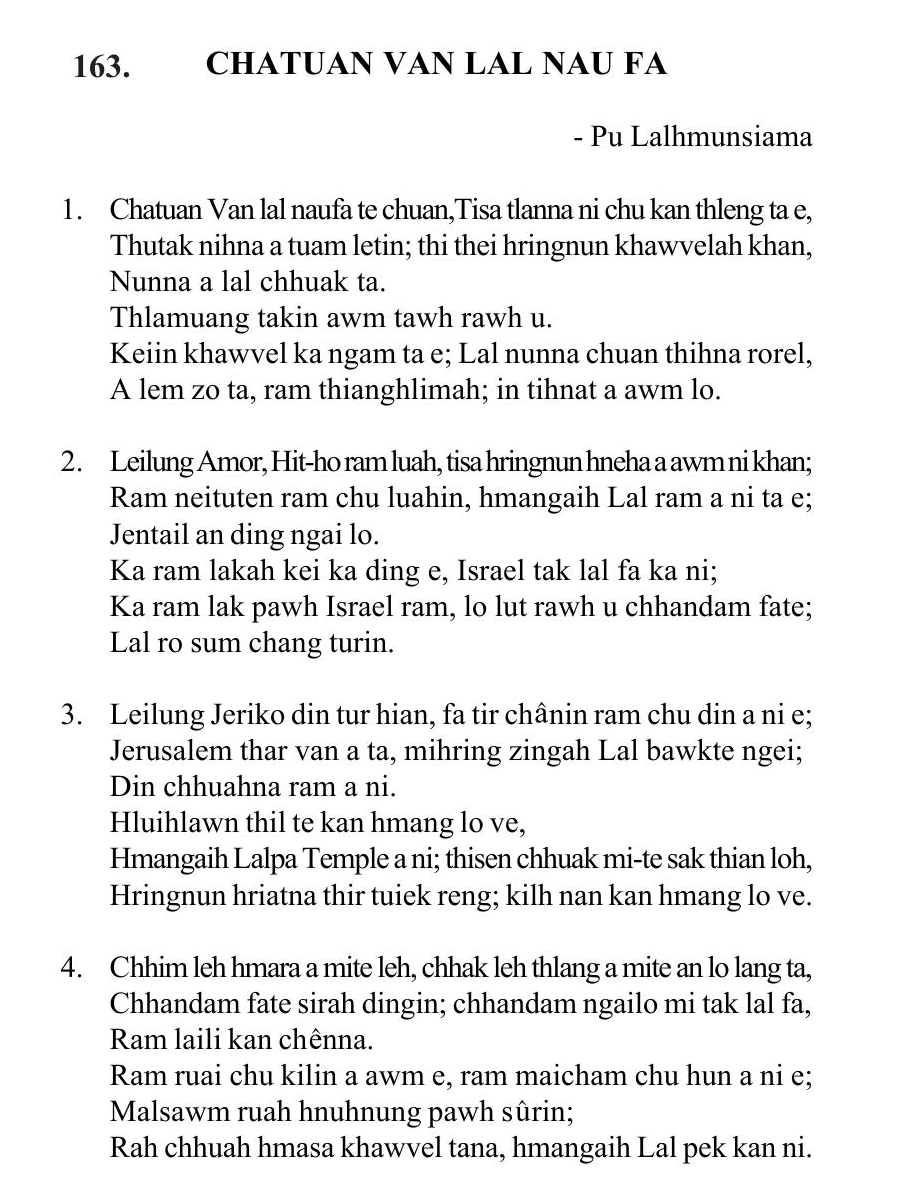 163. CHATUAN VAN LAL NAU FA
- Pu Lalhmunsiama
1. Chatuan Van lal naufa te chuan,Tisa tlanna ni chu kan thleng ta e,
Thutak nihna a tuam letin; thi thei hringnun khawvelah khan,
Nunna a lal chhuak ta.
Thlamuang takin awm tawh rawh u.
Keiin khawvel ka ngam ta e; Lal nunna chuan thihna rorel,
A lem zo ta, ram thianghlimah; in tihnat a awm lo.
2. Leilung Amor, Hit-ho ram luah, tisa hringnun hneha a awm ni khan;
Ram neituten ram chu luahin, hmangaih Lal ram a ni ta e;
Jentail an ding ngai lo.
Ka ram lakah kei ka ding e, Israel tak lal fa ka ni;
Ka ram lak pawh Israel ram, lo lut rawh u chhandam fate;
Lal ro sum chang turin.
3. Leilung Jeriko din tur hian, fa tir chânin ram chu din a ni e;
Jerusalem thar van a ta, mihring zingah Lal bawkte ngei;
Din chhuahna ram a ni.
Hluihlawn thil te kan hmang lo ve,
Hmangaih Lalpa Temple a ni; thisen chhuak mi-te sak thian loh,
Hringnun hriatna thir tuiek reng; kilh nan kan hmang lo ve.
4. Chhim leh hmara a mite leh, chhak leh thlang a mite an lo lang ta,
Chhandam fate sirah dingin; chhandam ngailo mi tak lal fa,
Ram laili kan chênna.
Ram ruai chu kilin a awm e, ram maicham chu hun a ni e;
Malsawm ruah hnuhnung pawh sûrin;
Rah chhuah hmasa khawvel tana, hmangaih Lal pek kan ni.